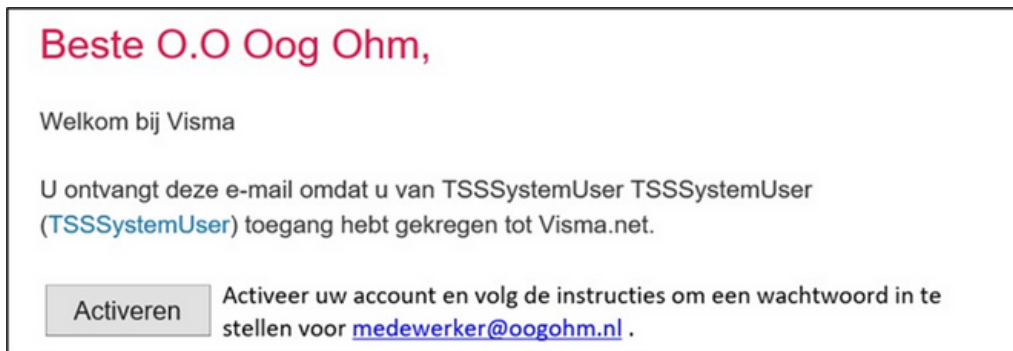 Beste O.O Oog Ohm,
Welkom bij Visma
U ontvangt deze e-mail omdat u van TSSSystemUser TSSSystemUser
(TSSSystemUser) toegang hebt gekregen tot Visma.net.
Activeren
Activeer uw account en volg de instructies om een wachtwoord in te
stellen voor medewerker@oogohm.nl .